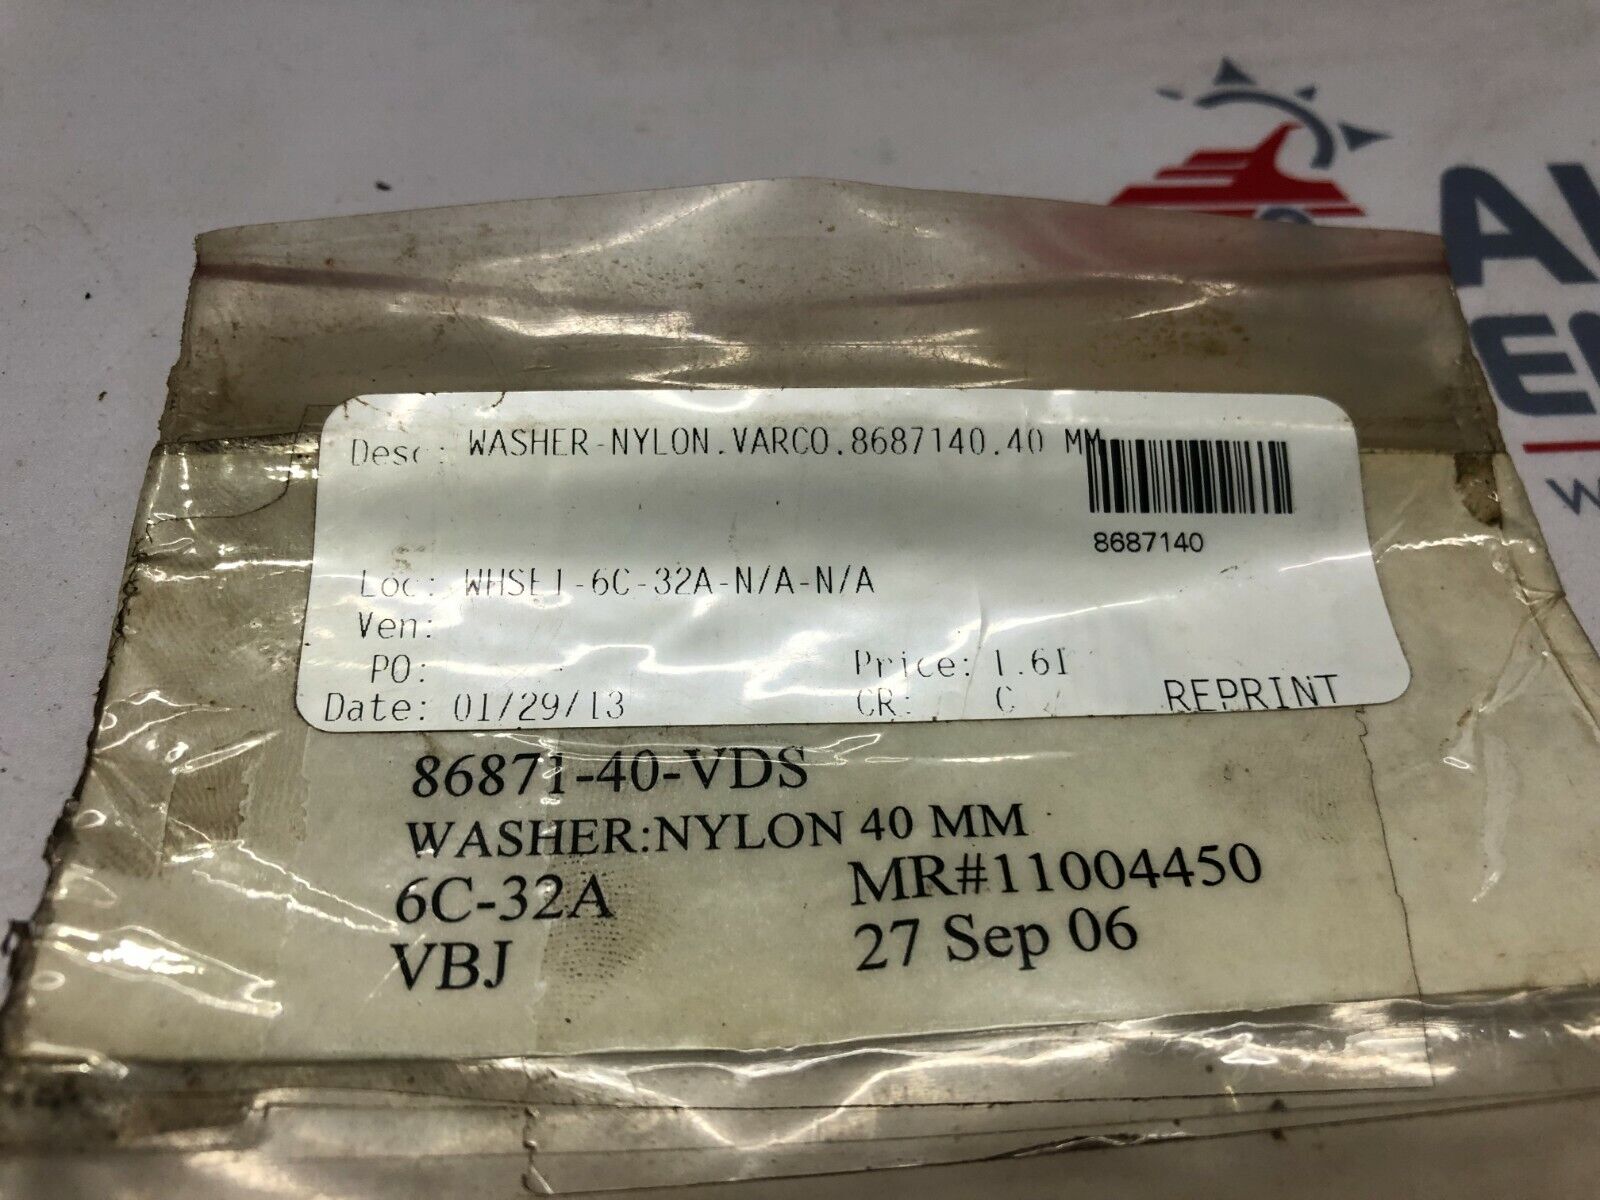 Desc: WASHER-NYLON.VARCO.8687140.40 MM
8687140
Loc: WHSE1-6C-32A-N/A-N/A
Ven:
PO:
Price: 1.61
Date: 01/29/13
CR: C
REPRINT
86871-40-VDS
WASHER:NYLON 40 MM
6C-32A
MR#11004450
VBJ
27 Sep 06